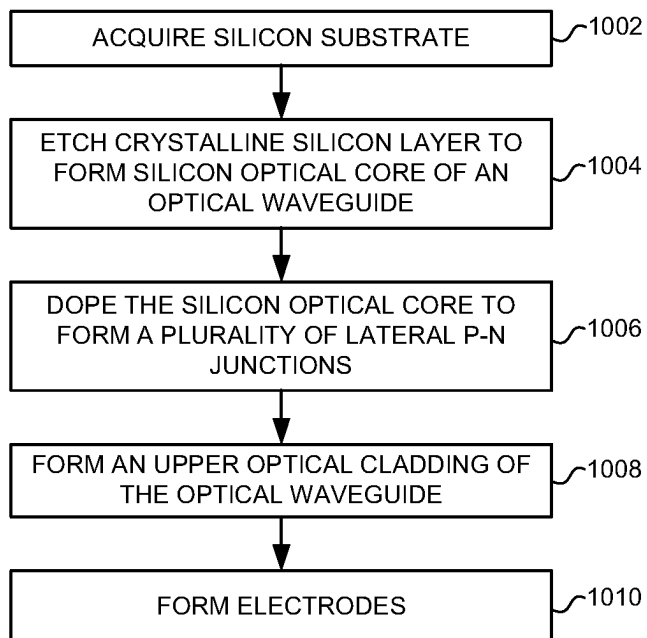 ACQUIRE SILICON SUBSTRATE
1002
ETCH CRYSTALLINE SILICON LAYER TO
FORM SILICON OPTICAL CORE OF AN
OPTICAL WAVEGUIDE
1004
DOPE THE SILICON OPTICAL CORE TO
FORM A PLURALITY OF LATERAL P-N
JUNCTIONS
1006
FORM AN UPPER OPTICAL CLADDING OF
THE OPTICAL WAVEGUIDE
1008
FORM ELECTRODES
1010